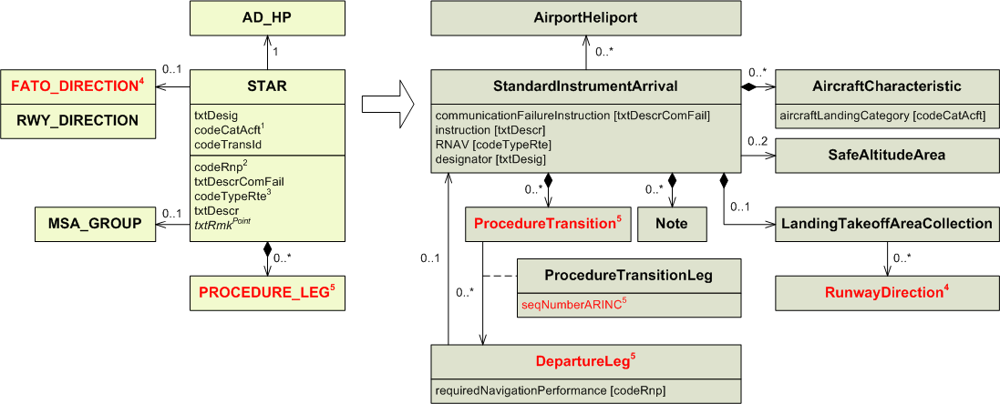 AD_HP
1
0..1
FATO_DIRECTION4
RWY_DIRECTION
STAR
txtDesig
codeCatAcft1
codeTransId
codeRnp2
txtDescrComFail
codeTypeRte3
txtDescr
txtRmkPoint
0..1
MSA_GROUP
0..*
PROCEDURE_LEG5
AirportHeliport
0..*
StandardInstrumentArrival
communicationFailureInstruction [txtDescrComFail]
instruction [txtDescr]
RNAV [codeTypeRte]
designator [txtDesig]
0..*
AircraftCharacteristic
aircraftLandingCategory [codeCatAcft]
0..2
SafeAltitudeArea
0..*
ProcedureTransition5
0..*
Note
0..1
LandingTakeoffAreaCollection
0..*
RunwayDirection4
ProcedureTransitionLeg
seqNumberARINC5
0..1
0..*
DepartureLeg5
requiredNavigationPerformance [codeRnp]